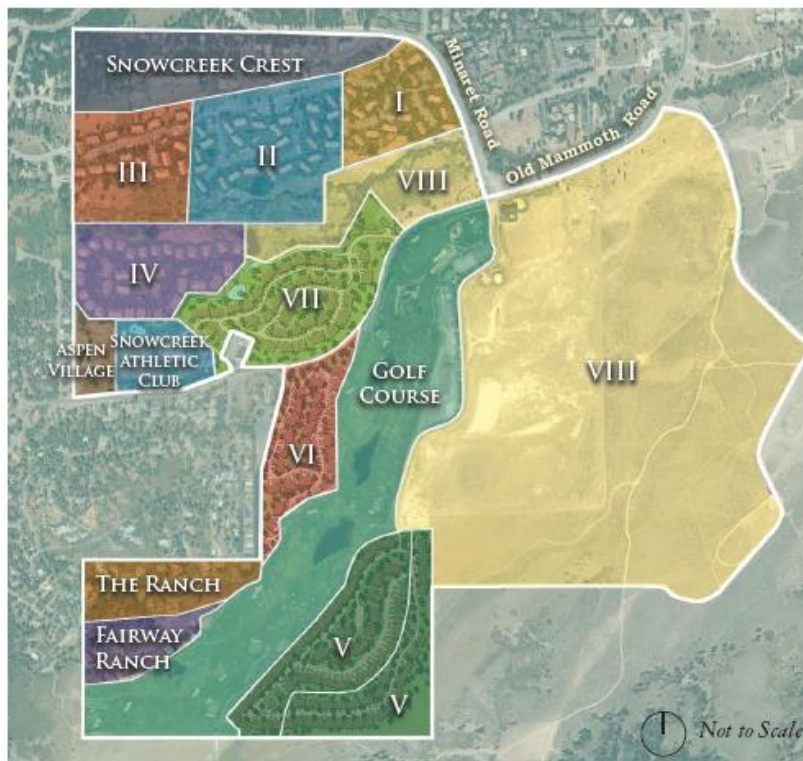 SNOWCREEK CREST
I
Minaret Road
Old Mammoth Road
II
III
VIII
IV
VII
ASPEN
VILLAGE
SNOWCREEK
ATHLETIC
CLUB
GOLF
COURSE
VIII
VI
THE RANCH
FAIRWAY
RANCH
V
V
Not to Scale